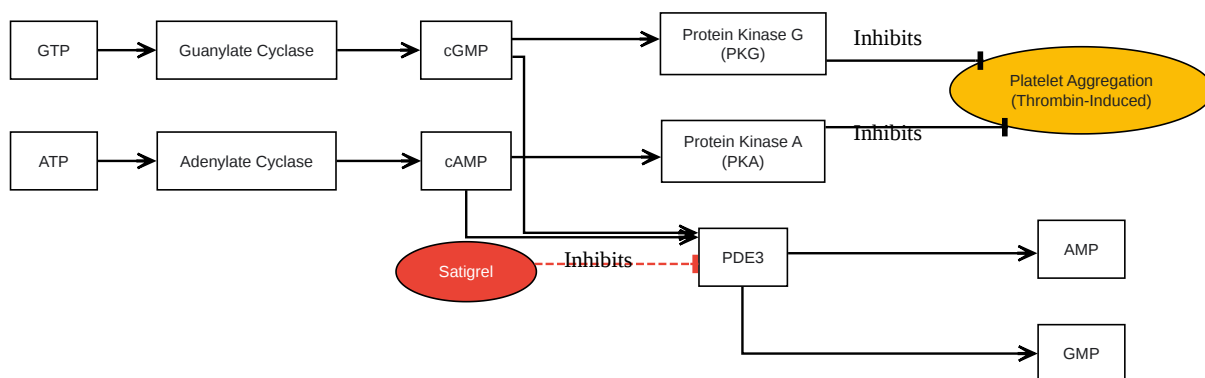 GTP
Guanylate Cyclase
cGMP
Protein Kinase G
(PKG)
Inhibits
Platelet Aggregation
(Thrombin-Induced)
ATP
Adenylate Cyclase
cAMP
Protein Kinase A
(PKA)
Inhibits
Satigrel
Inhibits
PDE3
AMP
GMP